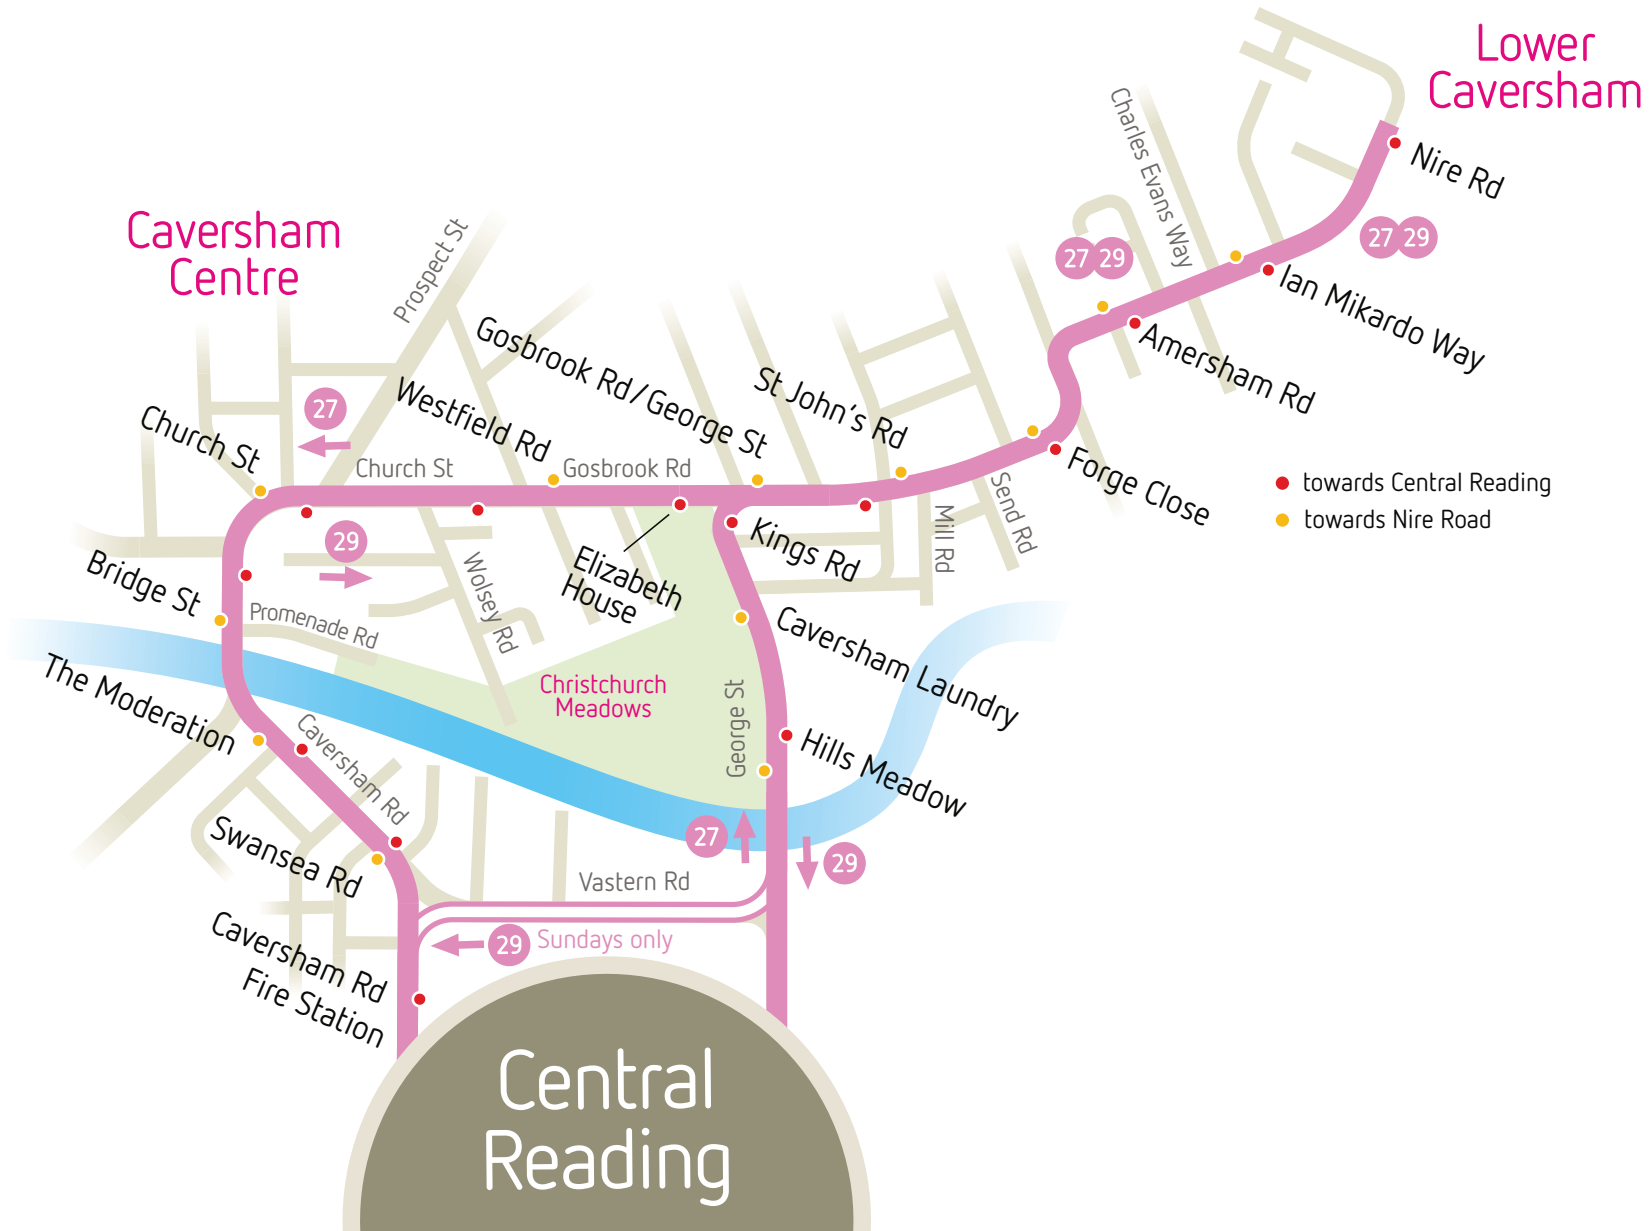 Lower
Caversham
Charles Evans Way
Nire Rd
27 29
27 29
Ian Mikardo Way
Amersham Rd
Caversham
Centre
Prospect St
Gosbrook Rd/George St
St John's Rd
Westfield Rd
27
Church St
Church St
Gosbrook Rd
Forge Close
Send Rd
Mill Rd
towards Central Reading
towards Nire Road
29
Kings Rd
Elizabeth
House
Bridge St
Wolsey Rd
Promenade Rd
Caversham Laundry
The Moderation
Christchurch
Meadows
George St
Hills Meadow
Caversham Rd
Swansea Rd
27
29
Vastern Rd
Caversham Rd
Fire Station
29 Sundays only
Central
Reading